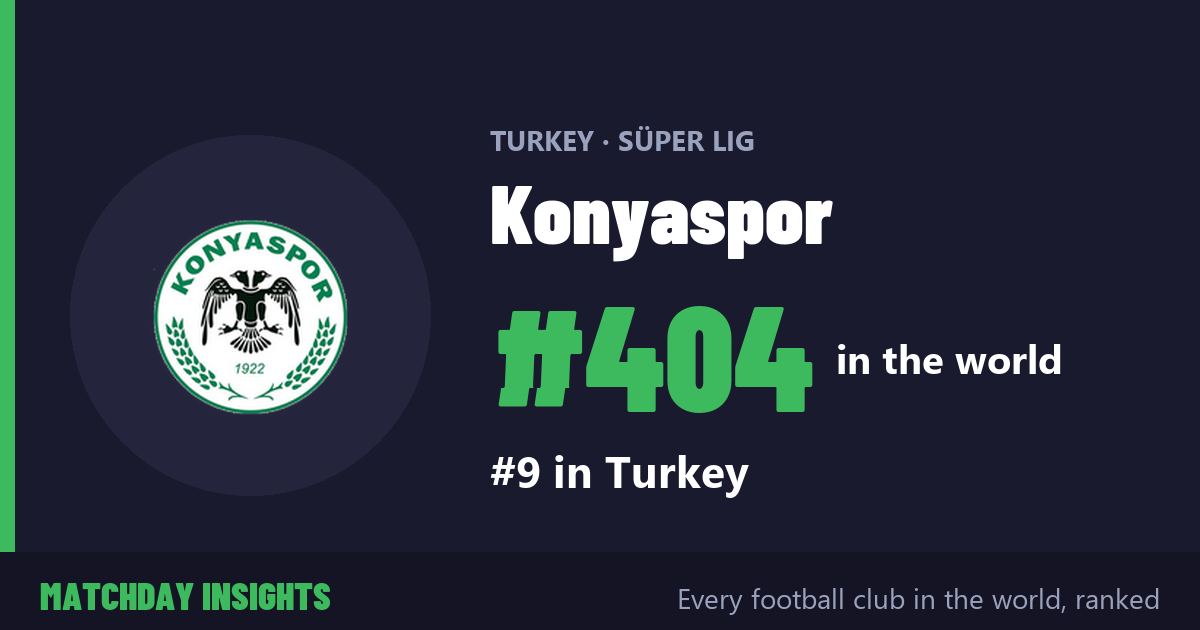 TURKEY · SÜPER LIG
Konyaspor
#404 in the world
#9 in Turkey
KONYASPOR
1922
MATCHDAY INSIGHTS
Every football club in the world, ranked